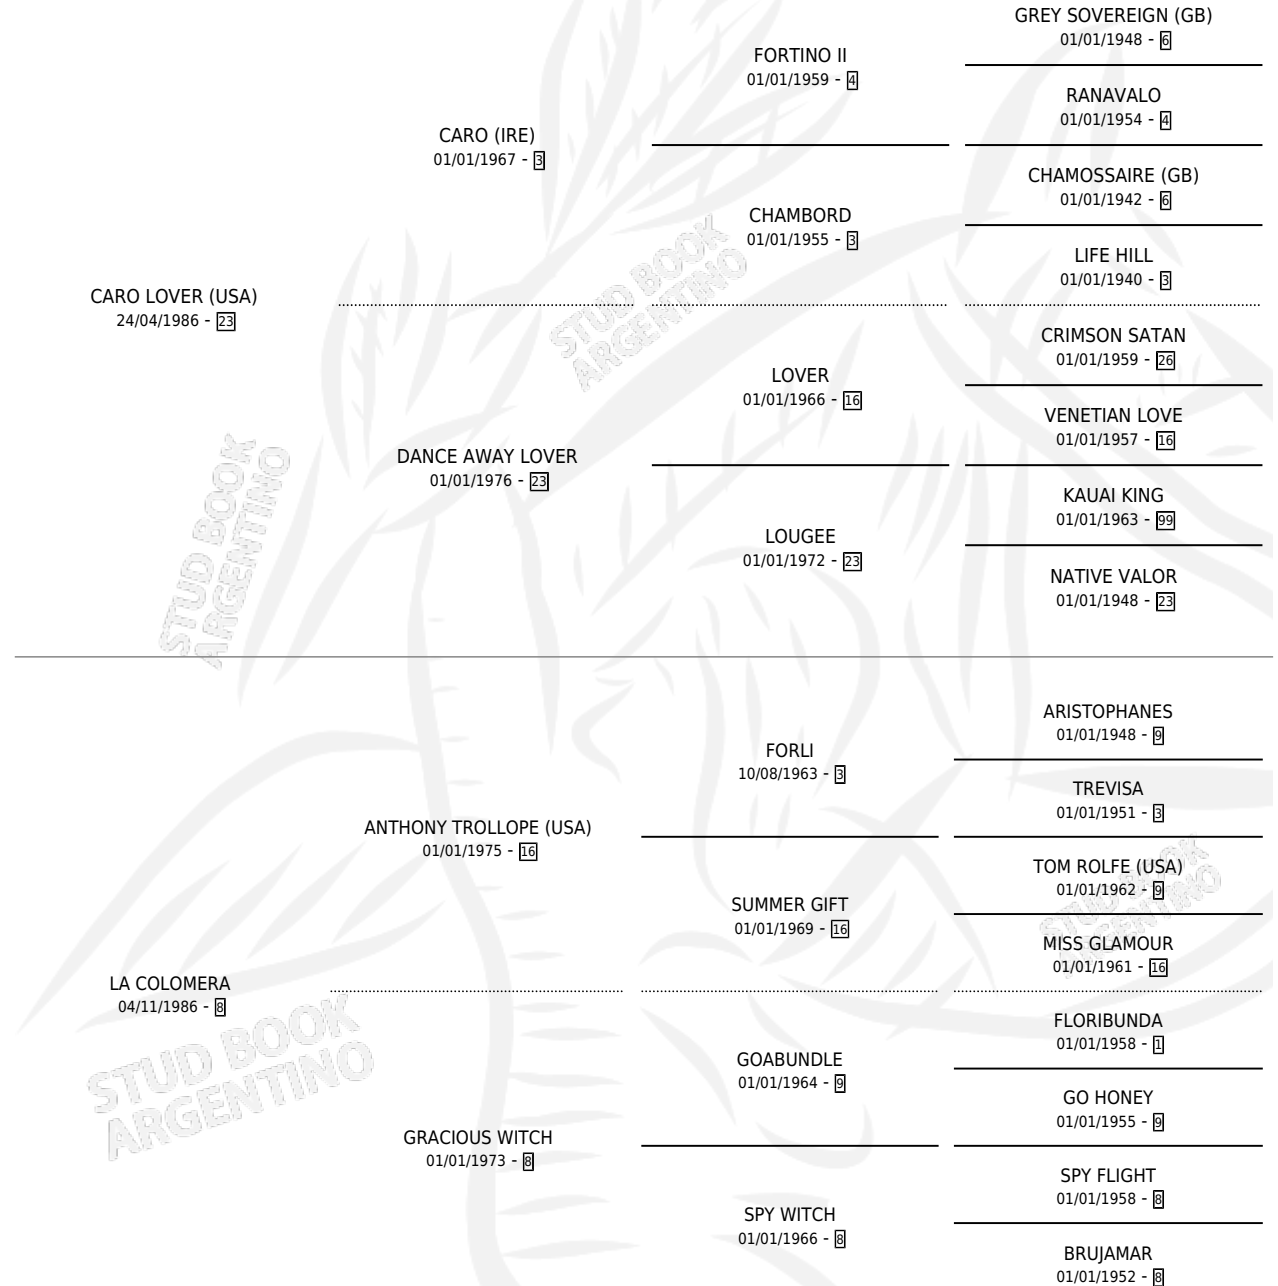 GREY SOVEREIGN (GB)
01/01/1948 - 6
FORTINO II
01/01/1959 - 4
RANAVALO
01/01/1954 - 4
CARO (IRE)
01/01/1967 - 3
CHAMOSSAIRE (GB)
01/01/1942 - 6
CHAMBORD
01/01/1955 - 3
LIFE HILL
01/01/1940 - 3
CARO LOVER (USA)
24/04/1986 - 23
CRIMSON SATAN
01/01/1959 - 26
LOVER
01/01/1966 - 16
VENETIAN LOVE
01/01/1957 - 16
DANCE AWAY LOVER
01/01/1976 - 23
KAUAI KING
01/01/1963 - 99
LOUGEE
01/01/1972 - 23
NATIVE VALOR
01/01/1948 - 23
ARISTOPHANES
01/01/1948 - 9
FORLI
10/08/1963 - 3
TREVISA
01/01/1951 - 3
ANTHONY TROLLOPE (USA)
01/01/1975 - 16
TOM ROLFE (USA)
01/01/1962 - 9
SUMMER GIFT
01/01/1969 - 16
MISS GLAMOUR
01/01/1961 - 16
LA COLOMERA
04/11/1986 - 8
FLORIBUNDA
01/01/1958 - 1
GOABUNDLE
01/01/1964 - 9
GO HONEY
01/01/1955 - 9
GRACIOUS WITCH
01/01/1973 - 8
SPY FLIGHT
01/01/1958 - 8
SPY WITCH
01/01/1966 - 8
BRUJAMAR
01/01/1952 - 8
STUD BOOK
ARGENTINO
STUD BOOK
ARGENTINO
STUD BOOK
ARGENTINO
STUD BOOK
ARGENTINO